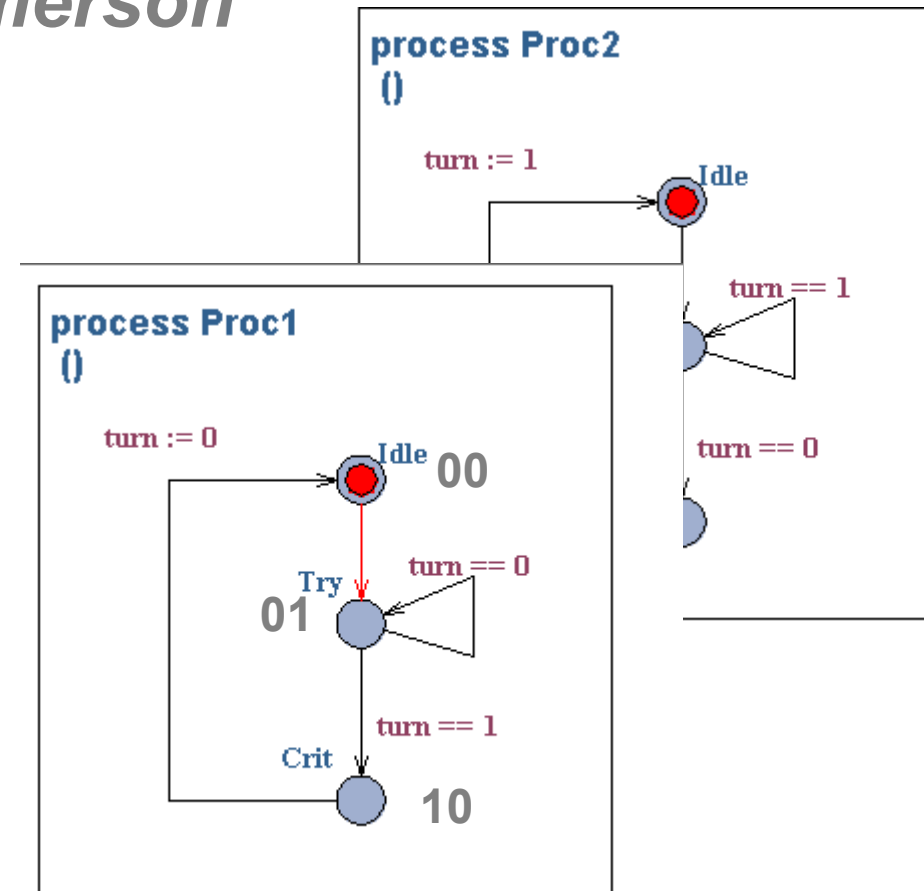 process Proc2
()
turn := 1
Idle
turn == 1
turn == 0
process Proc1
()
turn := 0
Idle
00
turn == 0
Try
01
turn == 1
Crit
10